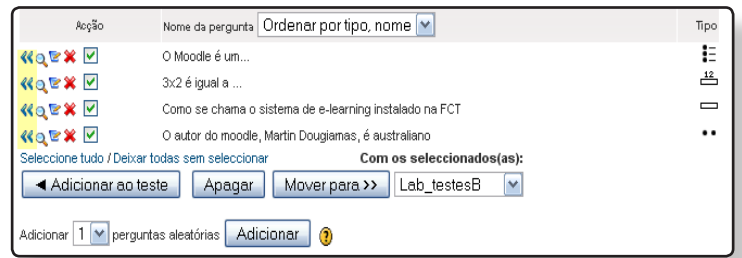 Acção Nome da pergunta Ordenar por tipo, nome Tipo
O Moodle é um...
3x2 é igual a ... 12
Como se chama o sistema de e-learning instalado na FCT
O autor do moodle, Martin Dougiamas, é australiano
Seleccione tudo / Deixar todas sem seleccionar Com os seleccionados(as):
◄ Adicionar ao teste Apagar Mover para >> Lab_testesB
Adicionar 1 perguntas aleatórias Adicionar ?